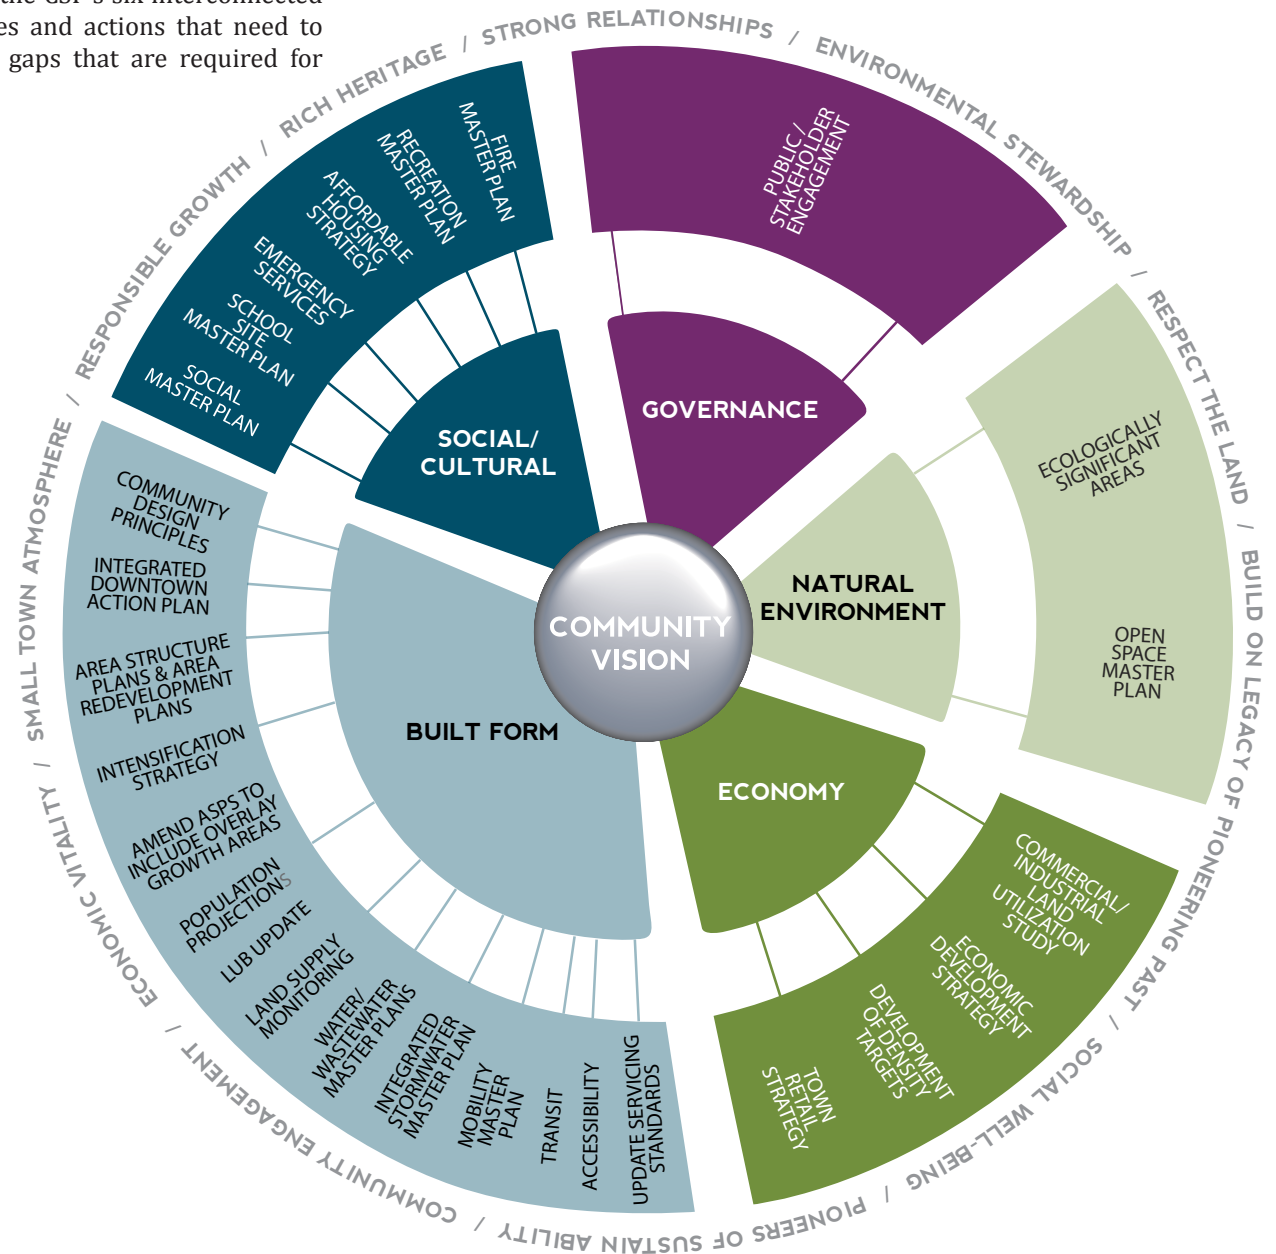 the CSP's six interconnected
es and actions that need to
gaps that are required for
STRONG RELATIONSHIPS / ENVIRONMENTAL STEWARDSHIP / RESPECT THE LAND / BUILD ON LEGACY OF PIONEERING PAST / SOCIAL WELL-BEING / PIONEERS OF SUSTAIN ABILITY / COMMUNITY ENGAGEMENT / ECONOMIC VITALITY / SMALL TOWN ATMOSPHERE / RESPONSIBLE GROWTH / RICH HERITAGE /
COMMUNITY
VISION
GOVERNANCE
PUBLIC /
STAKEHOLDER
ENGAGEMENT
NATURAL
ENVIRONMENT
ECOLOGICALLY
SIGNIFICANT
AREAS
OPEN
SPACE
MASTER
PLAN
ECONOMY
COMMERCIAL/
INDUSTRIAL
LAND
UTILIZATION
STUDY
ECONOMIC
DEVELOPMENT
STRATEGY
DEVELOPMENT
OF DENSITY
TARGETS
TOWN
RETAIL
STRATEGY
BUILT FORM
UPDATE SERVICING
STANDARDS
ACCESSIBILITY
TRANSIT
MOBILITY
MASTER
PLAN
INTEGRATED
STORMWATER
MASTER PLAN
WATER/
WASTEWATER
MASTER PLANS
LAND SUPPLY
MONITORING
LUB UPDATE
POPULATION
PROJECTIONS
AMEND ASPS TO
INCLUDE OVERLAY
GROWTH AREAS
INTENSIFICATION
STRATEGY
AREA STRUCTURE
PLANS & AREA
REDEVELOPMENT
PLANS
INTEGRATED
DOWNTOWN
ACTION PLAN
COMMUNITY
DESIGN
PRINCIPLES
SOCIAL/
CULTURAL
SOCIAL
MASTER PLAN
SCHOOL
SITE
MASTER PLAN
EMERGENCY
SERVICES
AFFORDABLE
HOUSING
STRATEGY
RECREATION
MASTER PLAN
FIRE
MASTER PLAN